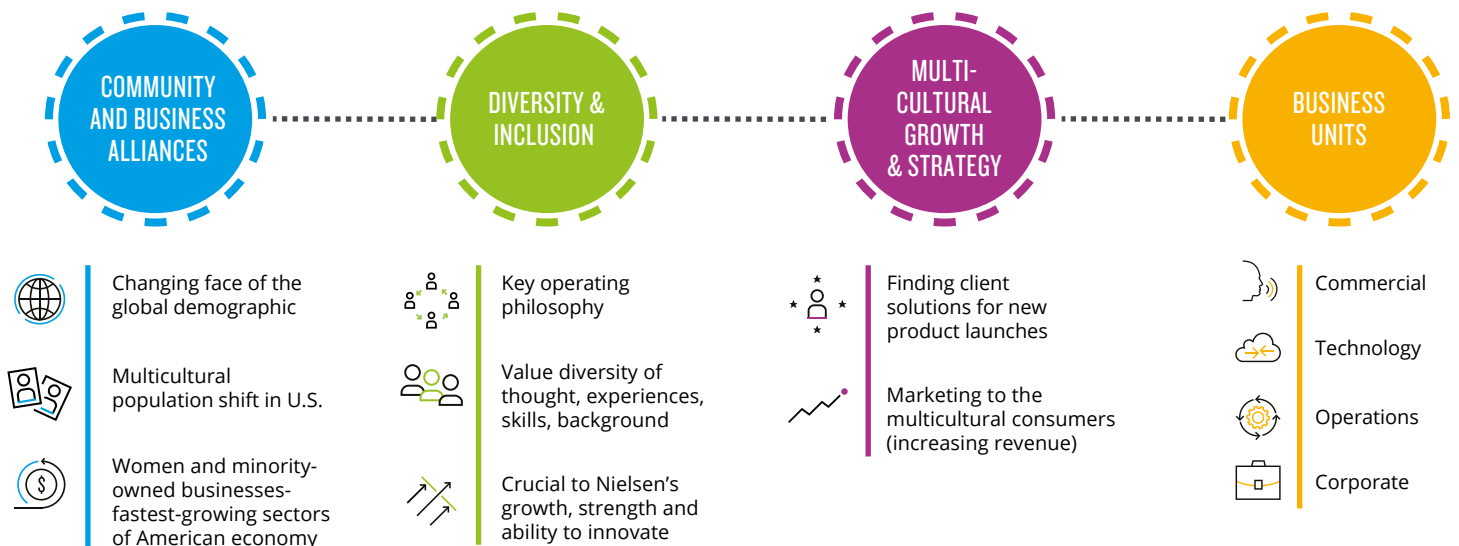 COMMUNITY
AND BUSINESS
ALLIANCES
DIVERSITY &
INCLUSION
MULTI-
CULTURAL
GROWTH
& STRATEGY
BUSINESS
UNITS
Changing face of the
global demographic
Multicultural
population shift in U.S.
Women and minority-
owned businesses-
fastest-growing sectors
of American economy
Key operating
philosophy
Value diversity of
thought, experiences,
skills, background
Crucial to Nielsen’s
growth, strength and
ability to innovate
Finding client
solutions for new
product launches
Marketing to the
multicultural consumers
(increasing revenue)
Commercial
Technology
Operations
Corporate
$